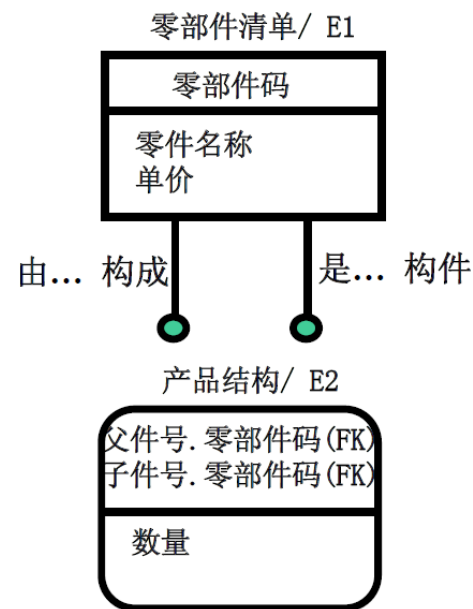 零部件清单/ E1
零部件码
零件名称
单价
由... 构成
是... 构件
产品结构/ E2
父件号.零部件码(FK)
子件号.零部件码(FK)
数量